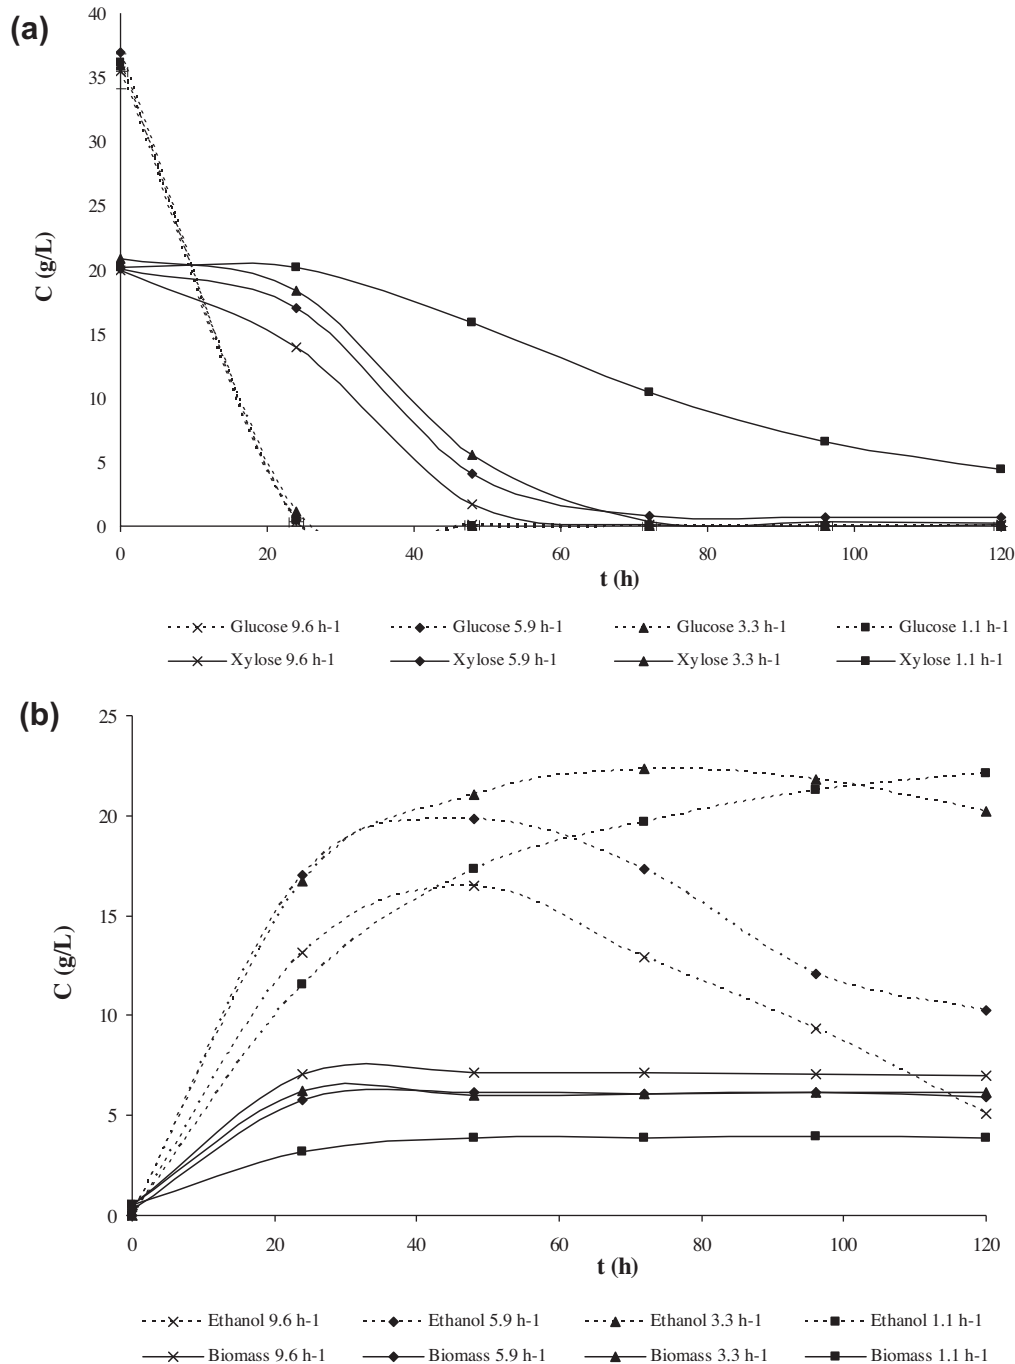 (a)
40
35
30
25
20
15
10
5
0
C (g/L)
0 20 40 60 80 100 120
t (h)
Glucose 9.6 h-1 Glucose 5.9 h-1 Glucose 3.3 h-1 Glucose 1.1 h-1
Xylose 9.6 h-1 Xylose 5.9 h-1 Xylose 3.3 h-1 Xylose 1.1 h-1
(b)
25
20
15
10
5
0
C (g/L)
0 20 40 60 80 100 120
t (h)
Ethanol 9.6 h-1 Ethanol 5.9 h-1 Ethanol 3.3 h-1 Ethanol 1.1 h-1
Biomass 9.6 h-1 Biomass 5.9 h-1 Biomass 3.3 h-1 Biomass 1.1 h-1